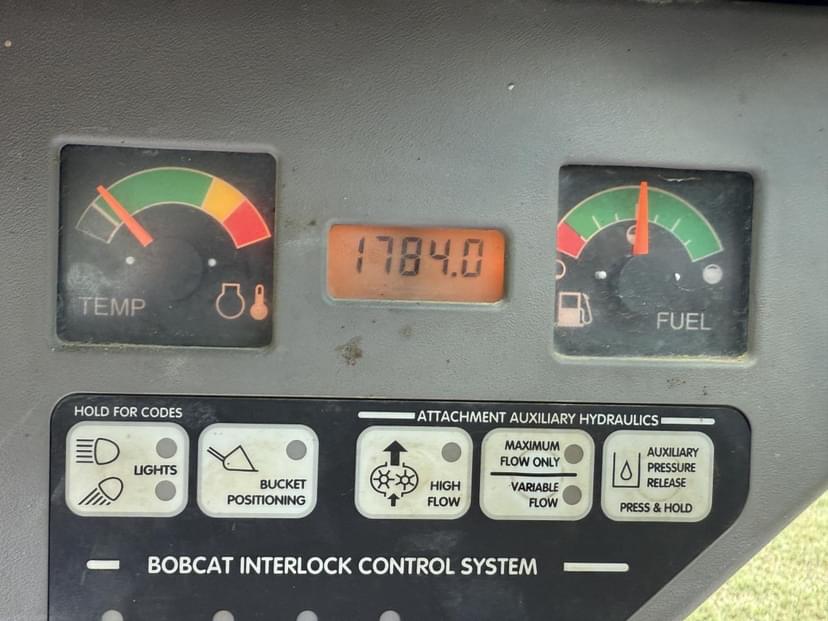 1784.0
TEMP
FUEL
HOLD FOR CODES
ATTACHMENT AUXILIARY HYDRAULICS
LIGHTS
BUCKET
POSITIONING
HIGH
FLOW
MAXIMUM
FLOW ONLY
VARIABLE
FLOW
AUXILIARY
PRESSURE
RELEASE
PRESS & HOLD
BOBCAT INTERLOCK CONTROL SYSTEM